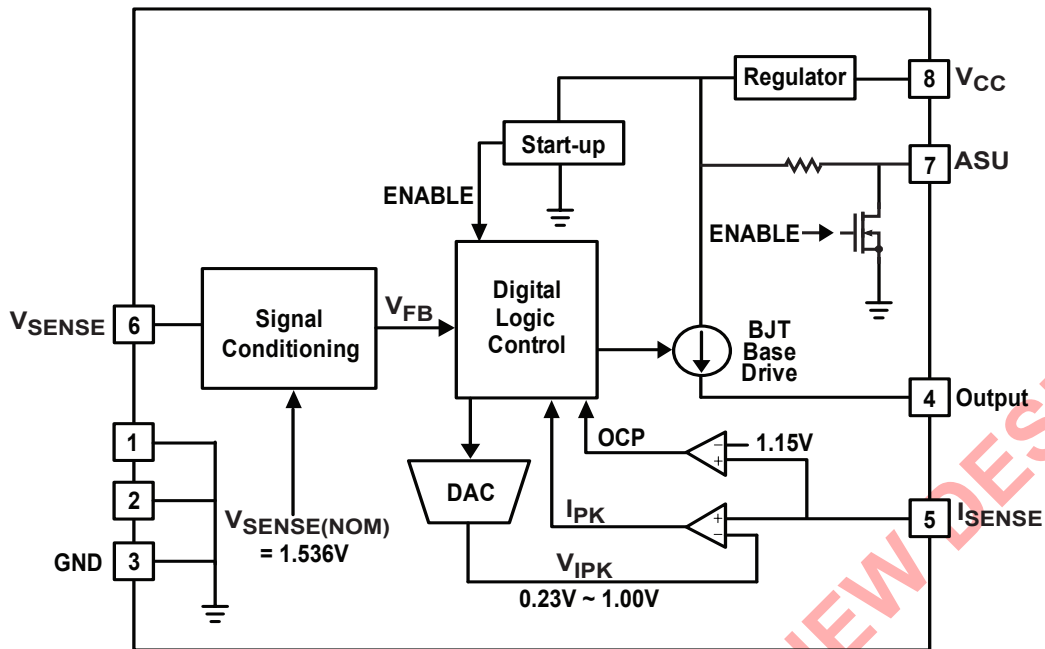 Regulator
8
VCC
Start-up
7
ASU
ENABLE
ENABLE
VSENSE
6
Signal
Conditioning
VFB
Digital
Logic
Control
BJT
Base
Drive
4
Output
1
2
GND
3
VSENSE(NOM)
= 1.536V
DAC
OCP
-
+
1.15V
IPK
+
-
5
ISENSE
VIPK
0.23V ~ 1.00V
NEW DES